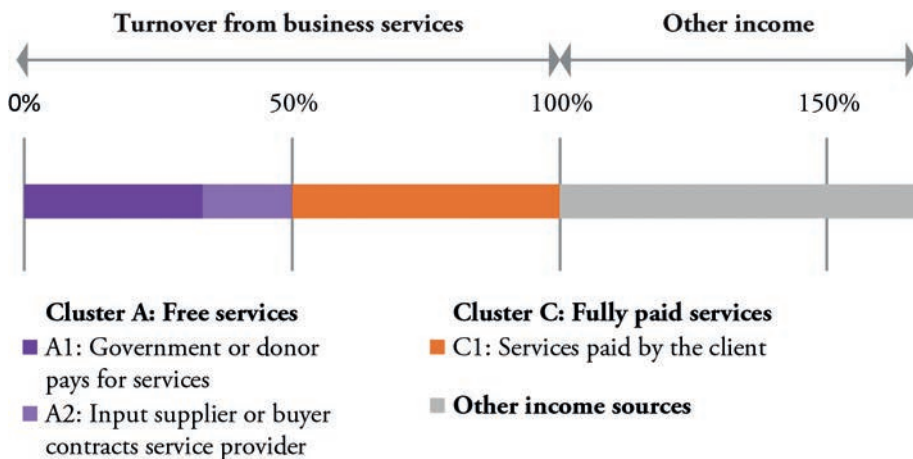 Turnover from business services
Other income
0%
50%
100%
150%
Cluster A: Free services
A1: Government or donor
pays for services
A2: Input supplier or buyer
contracts service provider
Cluster C: Fully paid services
C1: Services paid by the client
Other income sources